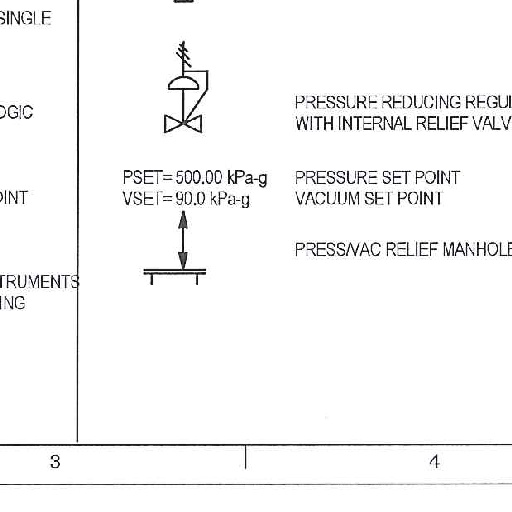 SINGLE
OGIC
OINT
TRUMENTS
ING
PRESSURE REDUCING REGU
WITH INTERNAL RELIEF VALV
PSET= 500.00 kPa-g
VSET= 90.0 kPa-g
PRESSURE SET POINT
VACUUM SET POINT
PRESS/VAC RELIEF MANHOLE
3
4